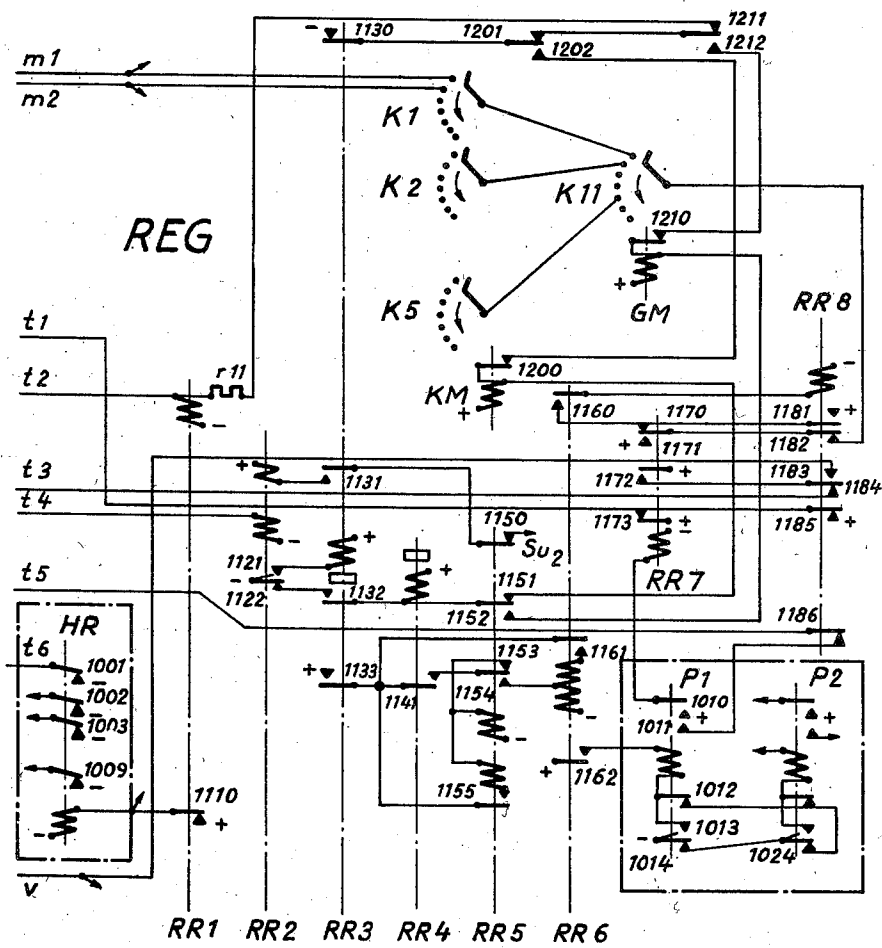 1211
- 1130 1201
1202 1212
m1
m2
K1
K2 K11
1210
REG
+
GM
K5 RR8
t1
r11
t2
1200
-
KM
+
1160 1170 1181 +
-
+ 1171 1182
t3 + 1131 1172 + 1183
1184
t4
1150
1173 ±
1185 +
-
+ Su2 -
1121
+
t5 - 1122 1132 1151
RR7
1152
1186
HR
t6 1153 1161
1001 + 1133
- 1002 1141 1154 P1 P2
- 1003 1010
- 1011 + +
-
-
1009 1162
- 1110 1155 + 1012
- + 1013
- 1014 1024
v
RR1 RR2 RR3 RR4 RR5 RR6